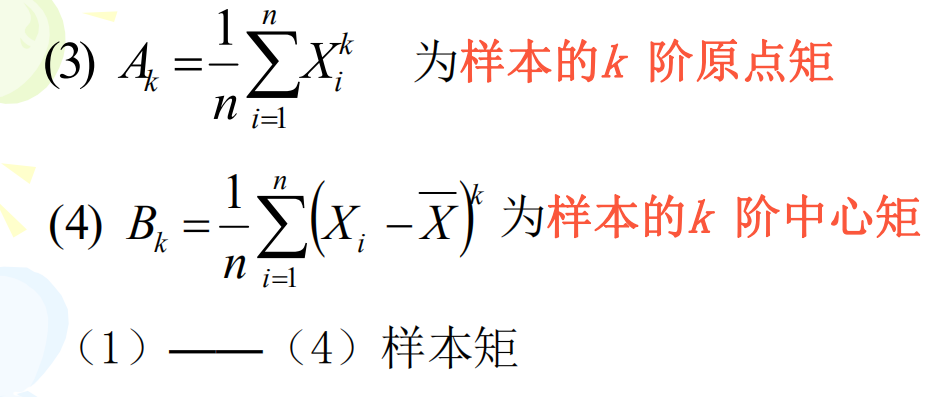 (3) $A_k = \frac{1}{n} \sum_{i=1}^{n} X_i^k$ 为样本的k 阶原点矩
(4) $B_k = \frac{1}{n} \sum_{i=1}^{n} \left( X_i - \overline{X} \right)^k$ 为样本的k 阶中心矩
（1）——（4）样本矩